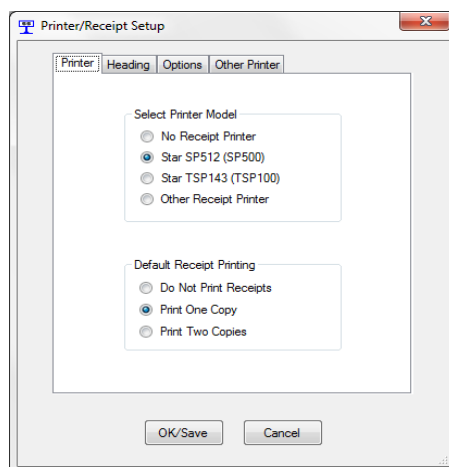 Printer/Receipt Setup
Printer Heading Options Other Printer
Select Printer Model
No Receipt Printer
Star SP512 (SP500)
Star TSP143 (TSP100)
Other Receipt Printer
Default Receipt Printing
Do Not Print Receipts
Print One Copy
Print Two Copies
OK/Save Cancel